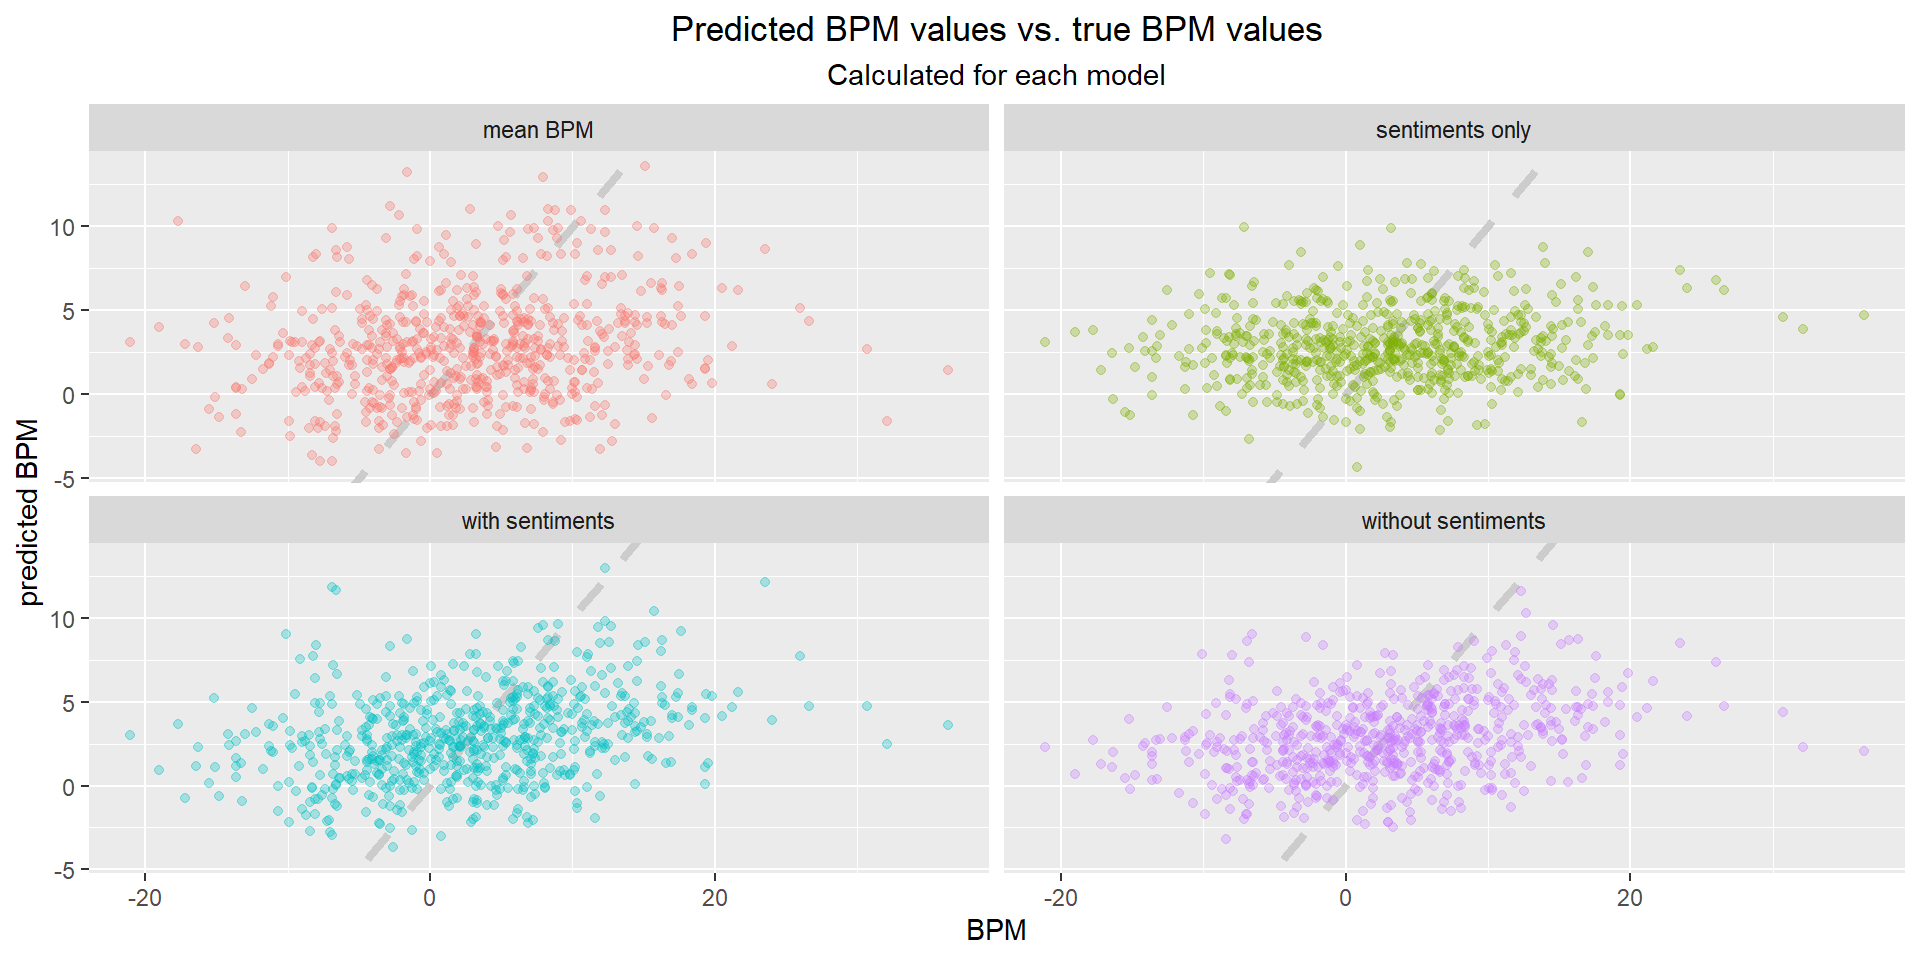 Predicted BPM values vs. true BPM values
Calculated for each model
mean BPM
sentiments only
10
5
0
-5
with sentiments
without sentiments
10
5
0
-5
predicted BPM
-20
0
20
-20
0
20
BPM